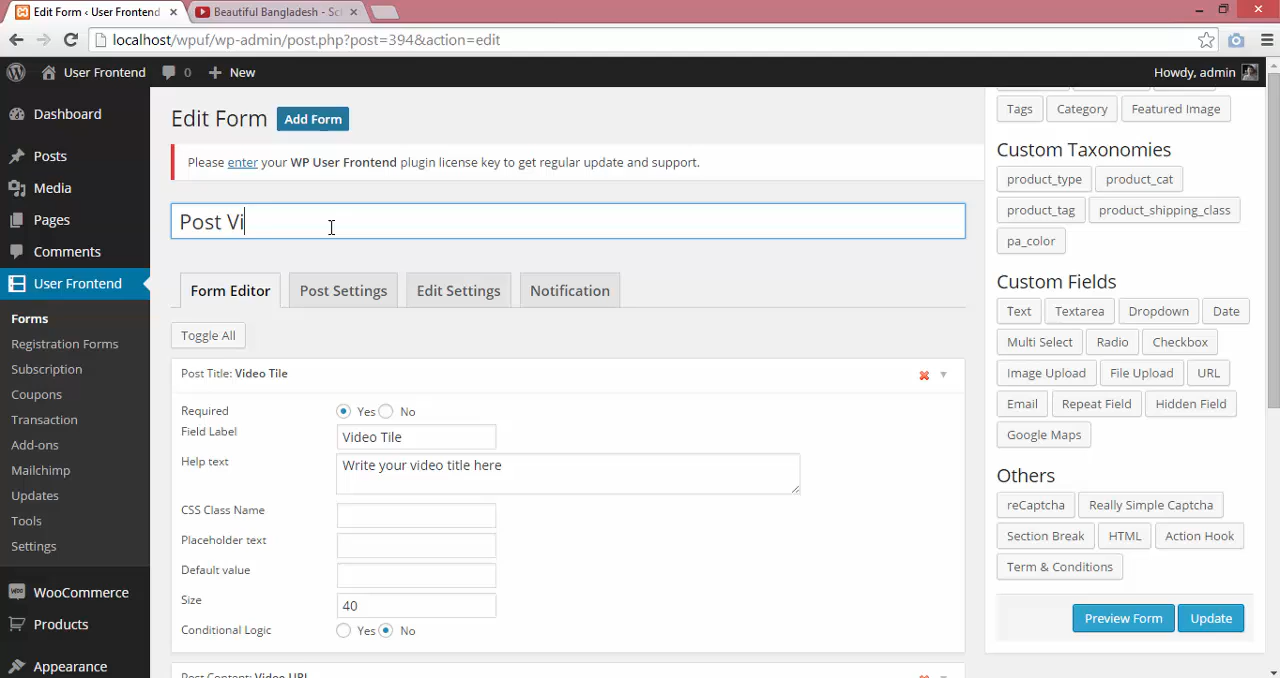 Edit Form ‹ User Frontend
Beautiful Bangladesh - Sc
localhost/wpuf/wp-admin/post.php?post=394&action=edit
User Frontend
0
New
Howdy, admin
Dashboard
Posts
Media
Pages
Comments
User Frontend
Forms
Registration Forms
Subscription
Coupons
Transaction
Add-ons
Mailchimp
Updates
Tools
Settings
WooCommerce
Products
Appearance
Edit Form
Add Form
Please enter your WP User Frontend plugin license key to get regular update and support.
Post Vi
Form Editor
Post Settings
Edit Settings
Notification
Toggle All
Post Title: Video Tile
Required
Yes
No
Field Label
Video Tile
Help text
Write your video title here
CSS Class Name
Placeholder text
Default value
Size
40
Conditional Logic
Yes
No
Post Content: Video URL
Tags
Category
Featured Image
Custom Taxonomies
product_type
product_cat
product_tag
product_shipping_class
pa_color
Custom Fields
Text
Textarea
Dropdown
Date
Multi Select
Radio
Checkbox
Image Upload
File Upload
URL
Email
Repeat Field
Hidden Field
Google Maps
Others
reCaptcha
Really Simple Captcha
Section Break
HTML
Action Hook
Term & Conditions
Preview Form
Update